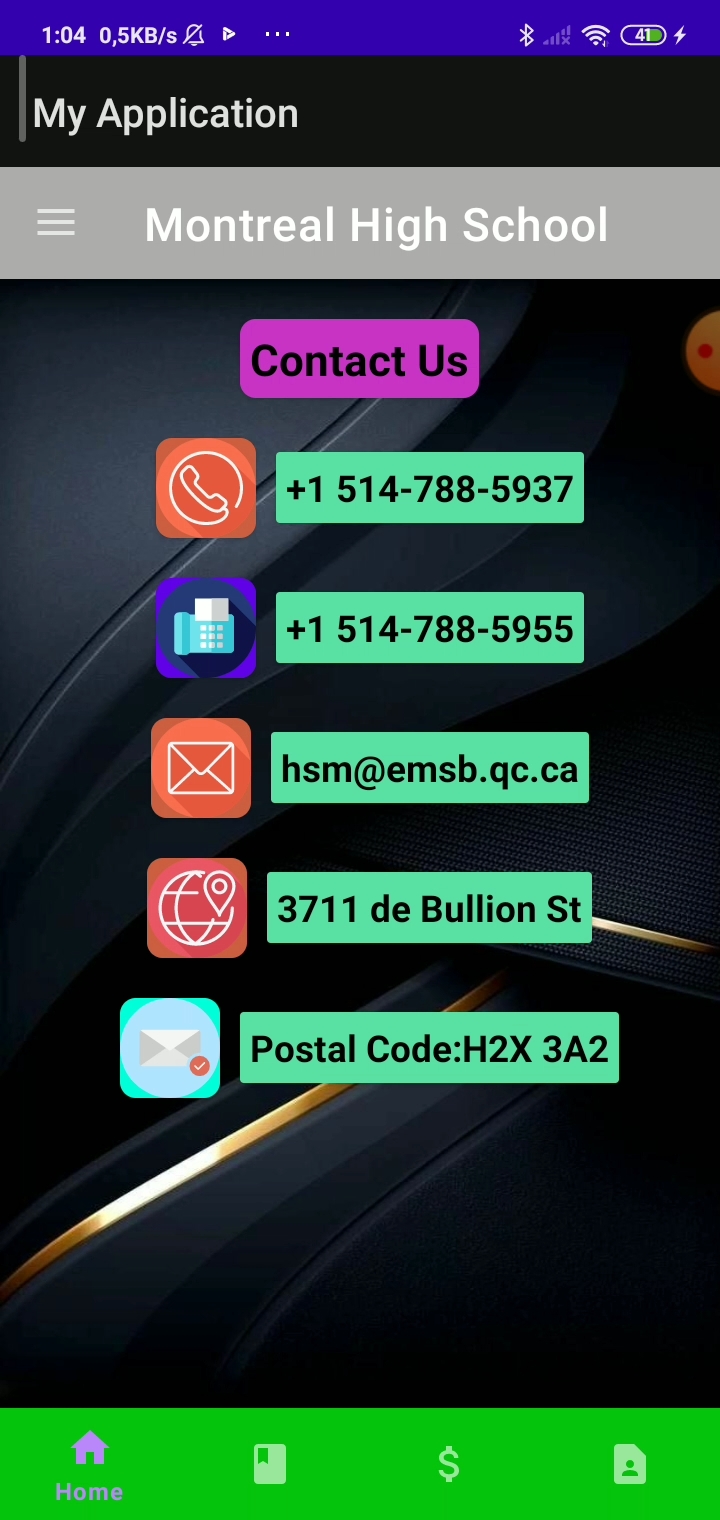 1:04 0,5KB/s 41
My Application
Montreal High School
Contact Us
+1 514-788-5937
+1 514-788-5955
hsm@emsb.qc.ca
3711 de Bullion St
Postal Code:H2X 3A2
Home